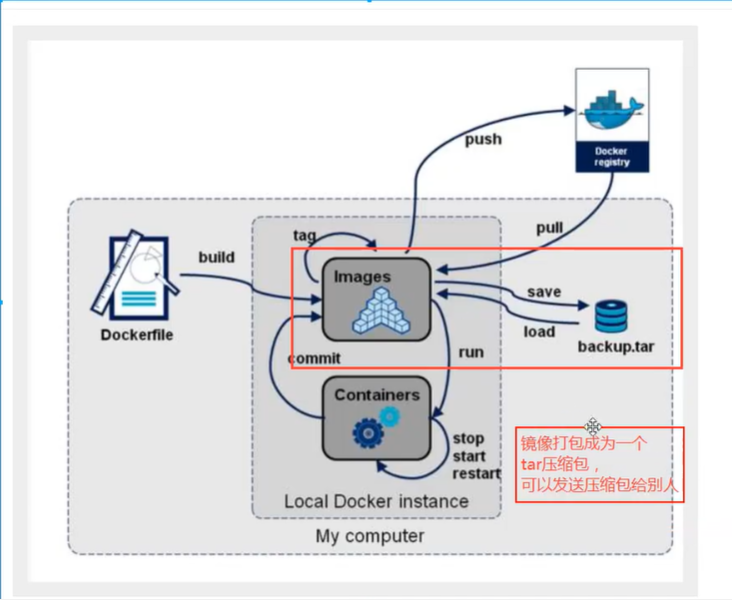 push
Docker
registry
pull
tag
build
Images
save
Dockerfile
load
backup.tar
commit
run
Containers
stop
start
restart
镜像打包成为一个
tar压缩包，
可以发送压缩包给别人
Local Docker instance
My computer